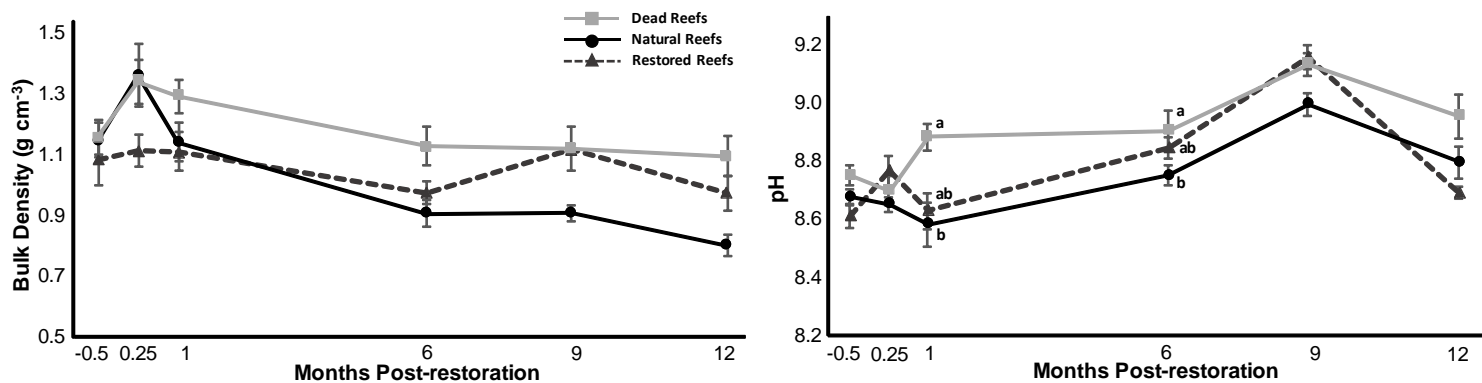 Dead Reefs
Natural Reefs
Restored Reefs
Bulk Density (g cm-3)
1.5
1.3
1.1
0.9
0.7
0.5
-0.5 0.25 1 6 9 12
Months Post-restoration
pH
9.2
9.0
8.8
8.6
8.4
8.2
a
a
ab
ab
b
b
-0.5 0.25 1 6 9 12
Months Post-restoration